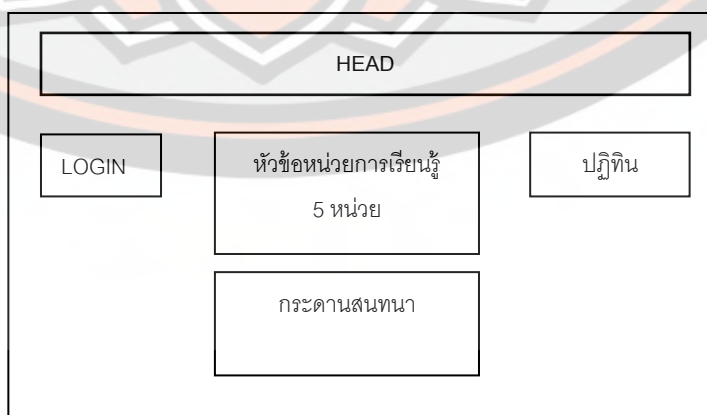 HEAD
LOGIN
หัวข้อหน่วยการเรียนรู้
5 หน่วย
ปฏิทิน
กระดานสนทนา